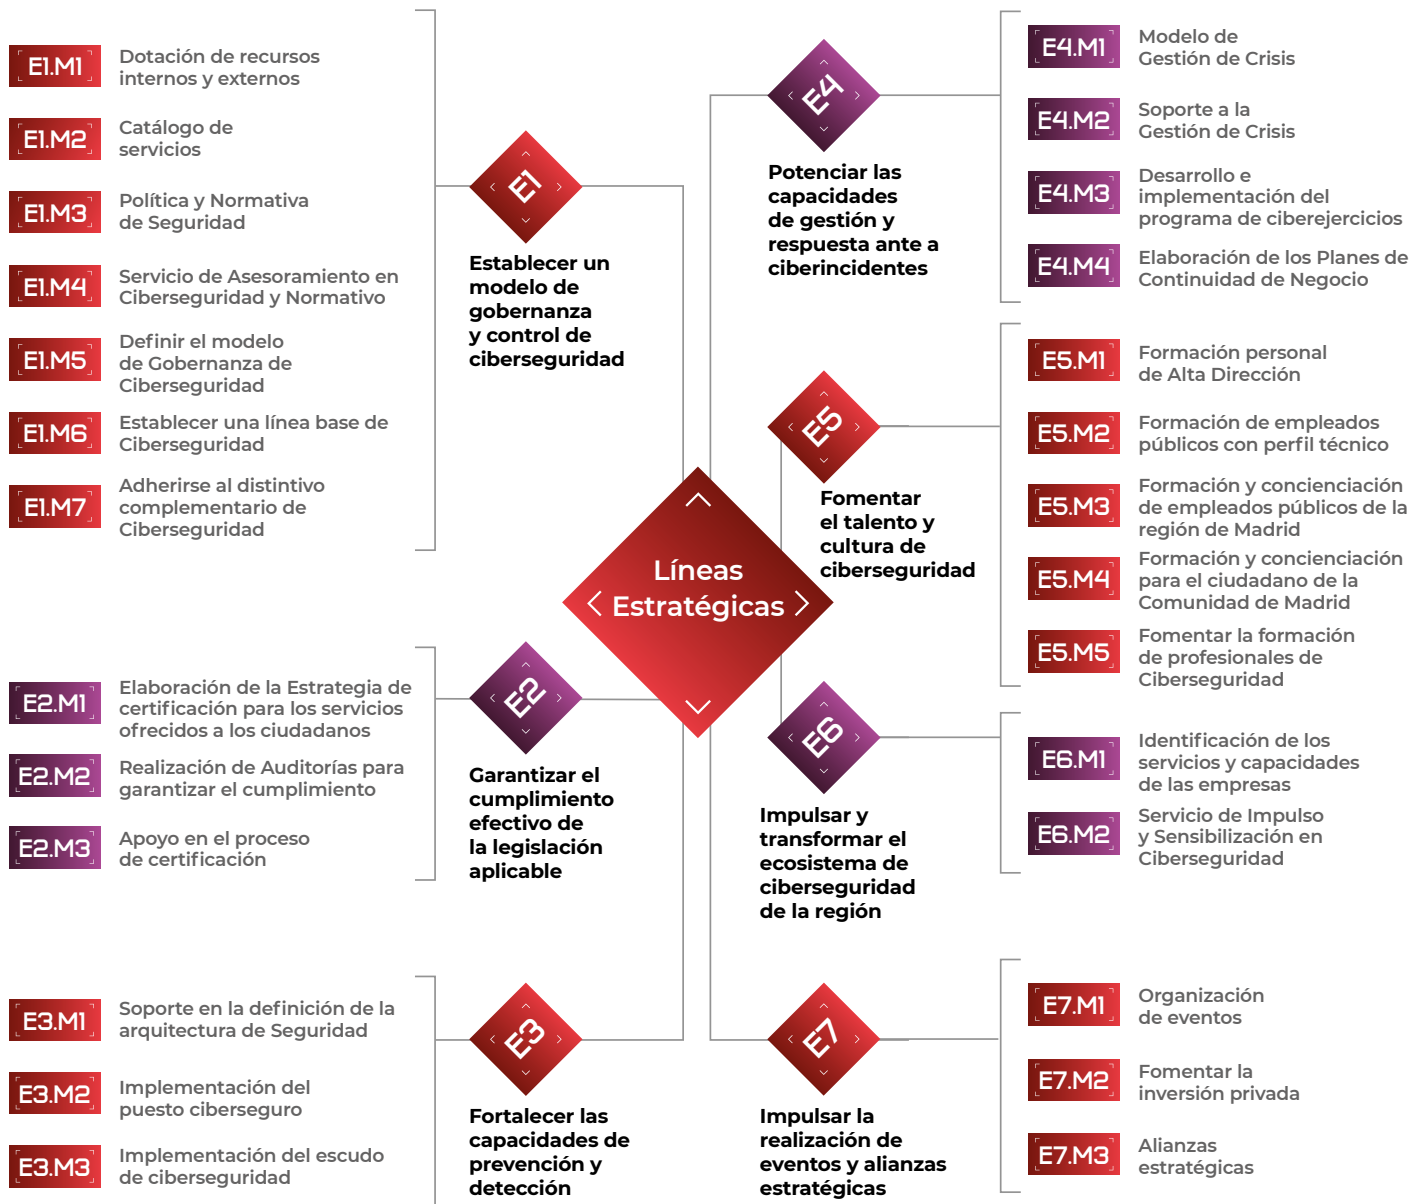 E1.M1
Dotación de recursos
internos y externos
E1.M2
Catálogo de
servicios
E1.M3
Política y Normativa
de Seguridad
E1.M4
Servicio de Asesoramiento en
Ciberseguridad y Normativo
E1.M5
Definir el modelo
de Gobernanza de
Ciberseguridad
E1.M6
Establecer una línea base de
Ciberseguridad
E1.M7
Adherirse al distintivo
complementario de
Ciberseguridad
E1
Establecer un
modelo de
gobernanza
y control de
ciberseguridad
E2.M1
Elaboración de la Estrategia de
certificación para los servicios
ofrecidos a los ciudadanos
E2.M2
Realización de Auditorías para
garantizar el cumplimiento
E2.M3
Apoyo en el proceso
de certificación
E2
Garantizar el
cumplimiento
efectivo de
la legislación
aplicable
E3.M1
Soporte en la definición de la
arquitectura de Seguridad
E3.M2
Implementación del
puesto ciberseguro
E3.M3
Implementación del escudo
de ciberseguridad
E3
Fortalecer las
capacidades de
prevención y
detección
Líneas
Estratégicas
E4
Potenciar las
capacidades
de gestión y
respuesta ante a
ciberincidentes
E4.M1
Modelo de
Gestión de Crisis
E4.M2
Soporte a la
Gestión de Crisis
E4.M3
Desarrollo e
implementación del
programa de ciberejercicios
E4.M4
Elaboración de los Planes de
Continuidad de Negocio
E5
Fomentar
el talento y
cultura de
ciberseguridad
E5.M1
Formación personal
de Alta Dirección
E5.M2
Formación de empleados
públicos con perfil técnico
E5.M3
Formación y concienciación
de empleados públicos de la
región de Madrid
E5.M4
Formación y concienciación
para el ciudadano de la
Comunidad de Madrid
E5.M5
Fomentar la formación
de profesionales de
Ciberseguridad
E6
Impulsar y
transformar el
ecosistema de
ciberseguridad
de la región
E6.M1
Identificación de los
servicios y capacidades
de las empresas
E6.M2
Servicio de Impulso
y Sensibilización en
Ciberseguridad
E7
Impulsar la
realización de
eventos y alianzas
estratégicas
E7.M1
Organización
de eventos
E7.M2
Fomentar la
inversión privada
E7.M3
Alianzas
estratégicas